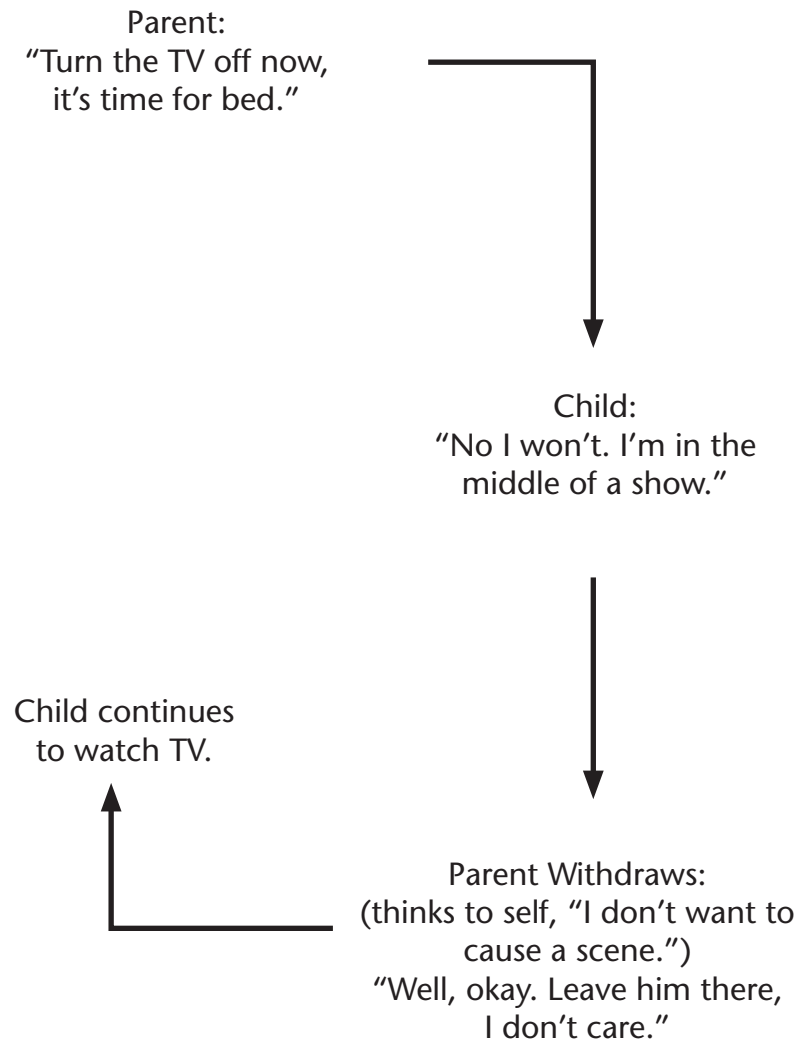 Parent:
“Turn the TV off now,
it’s time for bed.”
Child:
“No I won’t. I’m in the
middle of a show.”
Parent Withdraws:
(thinks to self, “I don’t want to
cause a scene.”)
“Well, okay. Leave him there,
I don’t care.”
Child continues
to watch TV.